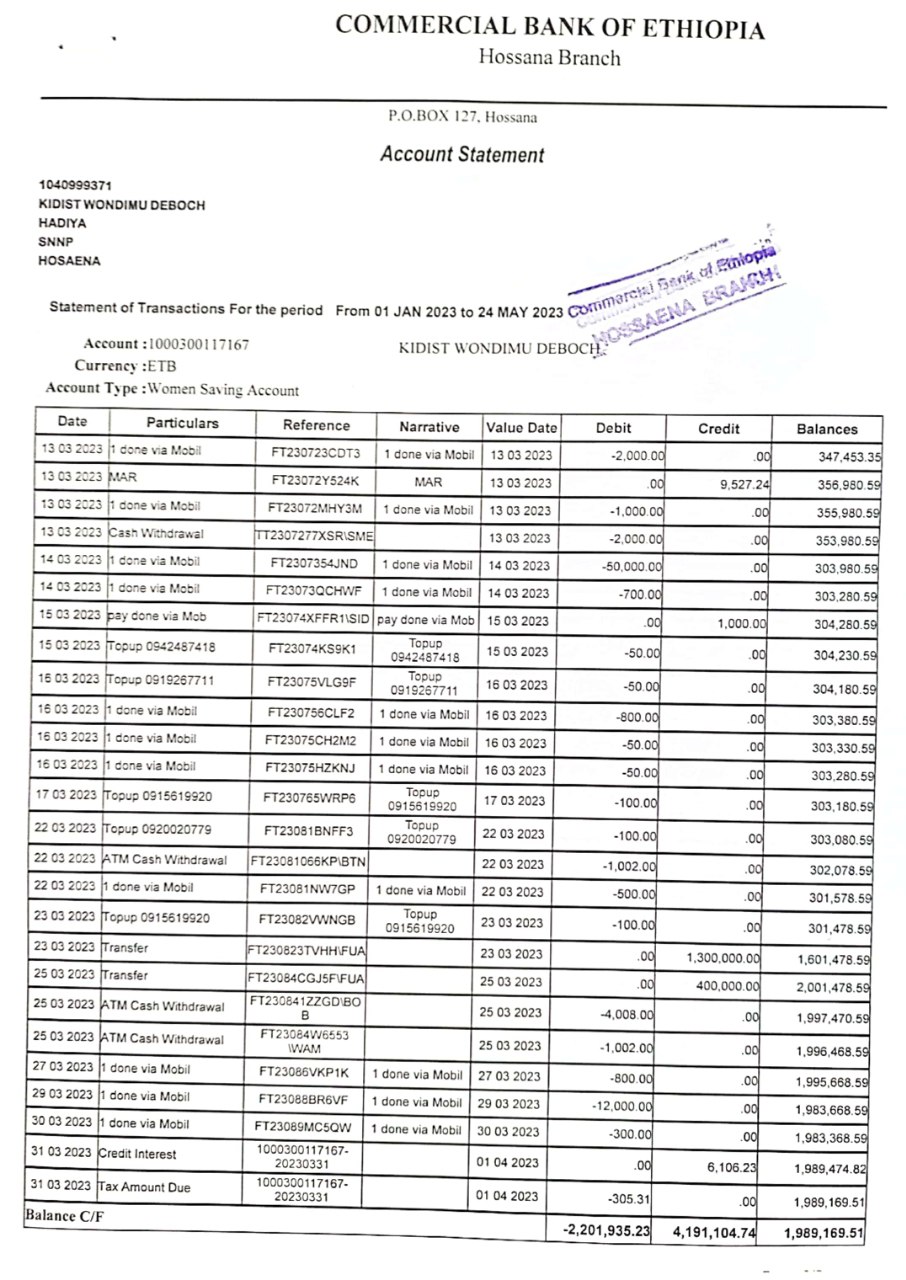 COMMERCIAL BANK OF ETHIOPIA
Hossana Branch
P.O.BOX 127, Hossana
Account Statement
1040999371
KIDIST WONDIMU DEBOCH
HADIYA
SNNP
HOSAENA
Commercial Bank of Ethiopia
HOSSAENA BRANCH
Statement of Transactions For the period From 01 JAN 2023 to 24 MAY 2023
Account :1000300117167 KIDIST WONDIMU DEBOCH
Currency :ETB
Account Type :Women Saving Account
Date Particulars Reference Narrative Value Date Debit Credit Balances
13 03 2023 1 done via Mobil FT230723CDT3 1 done via Mobil 13 03 2023 -2,000.00 .00 347,453.35
13 03 2023 MAR FT23072Y524K MAR 13 03 2023 .00 9,527.24 356,980.59
13 03 2023 1 done via Mobil FT23072MHY3M 1 done via Mobil 13 03 2023 -1,000.00 .00 355,980.59
13 03 2023 Cash Withdrawal TT2307277XSR\SME 13 03 2023 -2,000.00 .00 353,980.59
14 03 2023 1 done via Mobil FT2307354JND 1 done via Mobil 14 03 2023 -50,000.00 .00 303,980.59
14 03 2023 1 done via Mobil FT23073QCHWF 1 done via Mobil 14 03 2023 -700.00 .00 303,280.59
15 03 2023 pay done via Mob FT23074XFFR1\SID pay done via Mob 15 03 2023 .00 1,000.00 304,280.59
15 03 2023 Topup 0942487418 FT23074KS9K1 Topup 0942487418 15 03 2023 -50.00 .00 304,230.59
16 03 2023 Topup 0919267711 FT23075VLG9F Topup 0919267711 16 03 2023 -50.00 .00 304,180.59
16 03 2023 1 done via Mobil FT230756CLF2 1 done via Mobil 16 03 2023 -800.00 .00 303,380.59
16 03 2023 1 done via Mobil FT23075CH2M2 1 done via Mobil 16 03 2023 -50.00 .00 303,330.59
16 03 2023 1 done via Mobil FT23075HZKNJ 1 done via Mobil 16 03 2023 -50.00 .00 303,280.59
17 03 2023 Topup 0915619920 FT230765WRP6 Topup 0915619920 17 03 2023 -100.00 .00 303,180.59
22 03 2023 Topup 0920020779 FT23081BNFF3 Topup 0920020779 22 03 2023 -100.00 .00 303,080.59
22 03 2023 ATM Cash Withdrawal FT23081066KP\BTN 22 03 2023 -1,002.00 .00 302,078.59
22 03 2023 1 done via Mobil FT23081NW7GP 1 done via Mobil 22 03 2023 -500.00 .00 301,578.59
23 03 2023 Topup 0915619920 FT23082VWNGB Topup 0915619920 23 03 2023 -100.00 .00 301,478.59
23 03 2023 Transfer FT230823TVHH\FUA 23 03 2023 .00 1,300,000.00 1,601,478.59
25 03 2023 Transfer FT23084CGJ5F\FUA 25 03 2023 .00 400,000.00 2,001,478.59
25 03 2023 ATM Cash Withdrawal FT230841ZZGD\BO B 25 03 2023 -4,008.00 .00 1,997,470.59
25 03 2023 ATM Cash Withdrawal FT23084W6553 \WAM 25 03 2023 -1,002.00 .00 1,996,468.59
27 03 2023 1 done via Mobil FT23086VKP1K 1 done via Mobil 27 03 2023 -800.00 .00 1,995,668.59
29 03 2023 1 done via Mobil FT23088BR6VF 1 done via Mobil 29 03 2023 -12,000.00 .00 1,983,668.59
30 03 2023 1 done via Mobil FT23089MC5QW 1 done via Mobil 30 03 2023 -300.00 .00 1,983,368.59
31 03 2023 Credit Interest 1000300117167-20230331 01 04 2023 .00 6,106.23 1,989,474.82
31 03 2023 Tax Amount Due 1000300117167-20230331 01 04 2023 -305.31 .00 1,989,169.51
Balance C/F -2,201,935.23 4,191,104.74 1,989,169.51